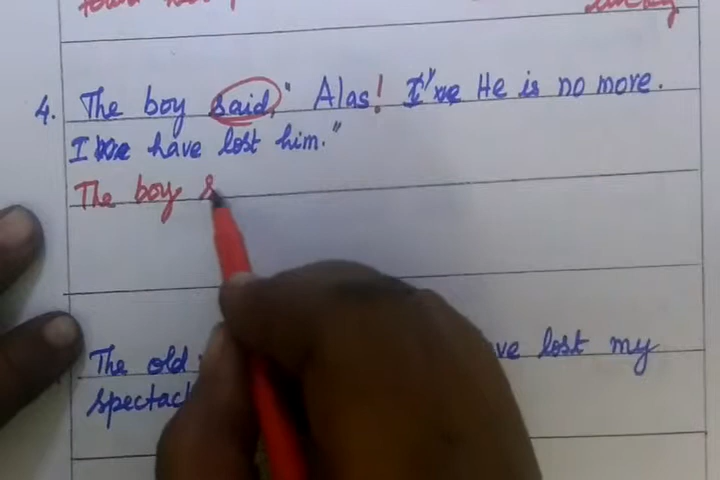 4. The boy said, " Alas! He is no more.
I have lost him."
The boy s
The old
ve lost my
spectac